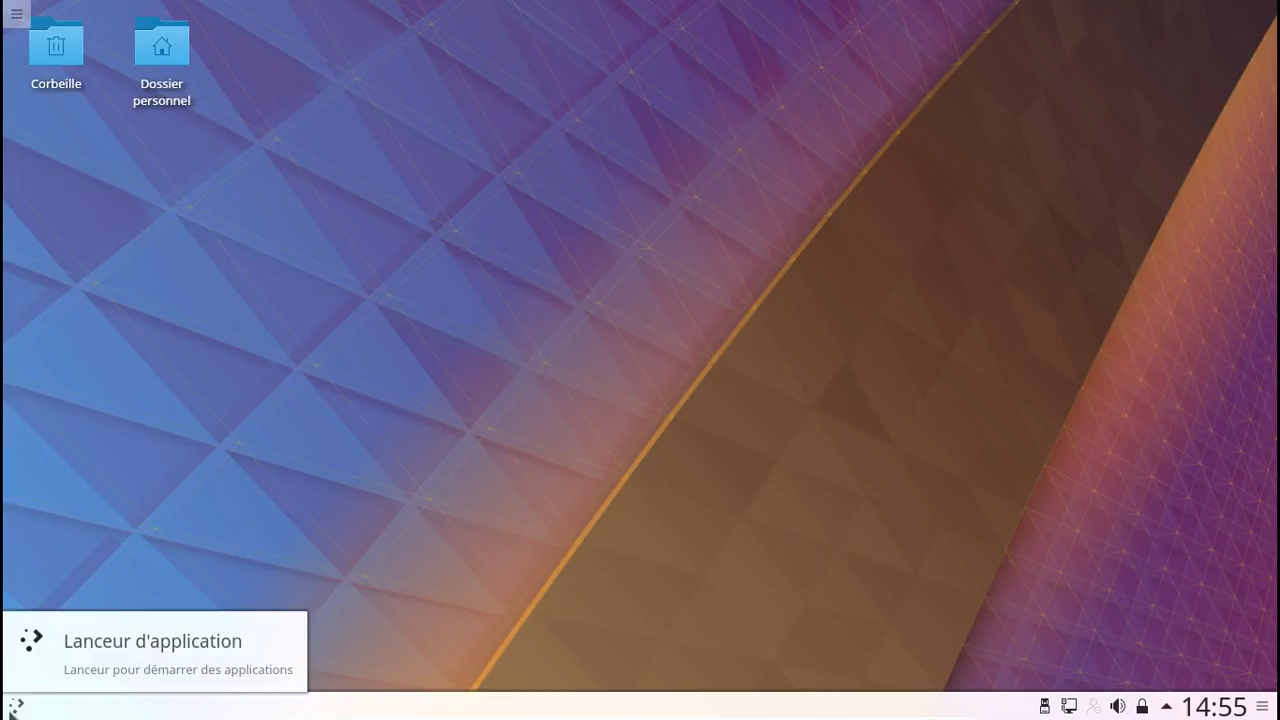 Corbeille
Dossier
personnel
Lanceur d'application
Lanceur pour démarrer des applications
14:55